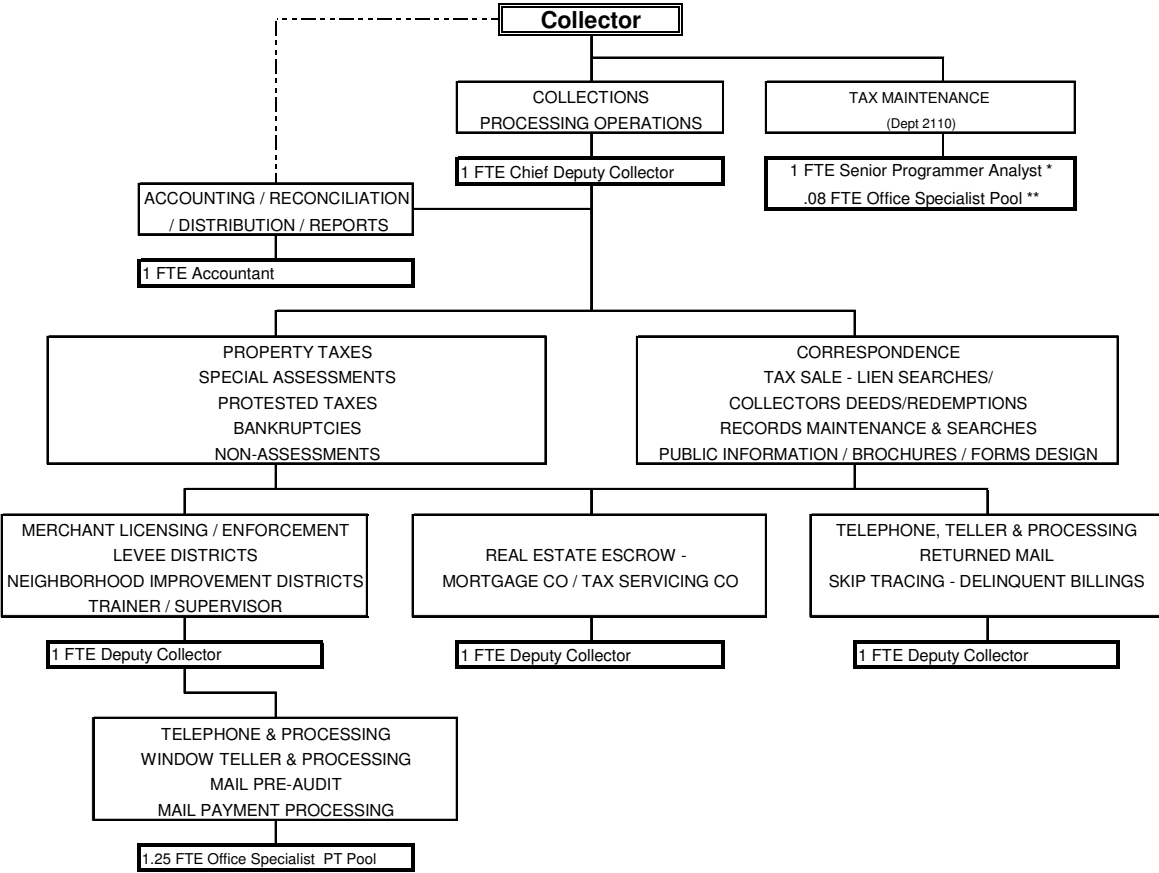 Collector
COLLECTIONS
PROCESSING OPERATIONS
TAX MAINTENANCE
(Dept 2110)
1 FTE Chief Deputy Collector
1 FTE Senior Programmer Analyst *
.08 FTE Office Specialist Pool **
ACCOUNTING / RECONCILIATION
/ DISTRIBUTION / REPORTS
1 FTE Accountant
PROPERTY TAXES
SPECIAL ASSESSMENTS
PROTESTED TAXES
BANKRUPTCIES
NON-ASSESSMENTS
CORRESPONDENCE
TAX SALE - LIEN SEARCHES/
COLLECTORS DEEDS/REDEMPTIONS
RECORDS MAINTENANCE & SEARCHES
PUBLIC INFORMATION / BROCHURES / FORMS DESIGN
MERCHANT LICENSING / ENFORCEMENT
LEVEE DISTRICTS
NEIGHBORHOOD IMPROVEMENT DISTRICTS
TRAINER / SUPERVISOR
REAL ESTATE ESCROW -
MORTGAGE CO / TAX SERVICING CO
TELEPHONE, TELLER & PROCESSING
RETURNED MAIL
SKIP TRACING - DELINQUENT BILLINGS
1 FTE Deputy Collector
1 FTE Deputy Collector
1 FTE Deputy Collector
TELEPHONE & PROCESSING
WINDOW TELLER & PROCESSING
MAIL PRE-AUDIT
MAIL PAYMENT PROCESSING
1.25 FTE Office Specialist  PT Pool